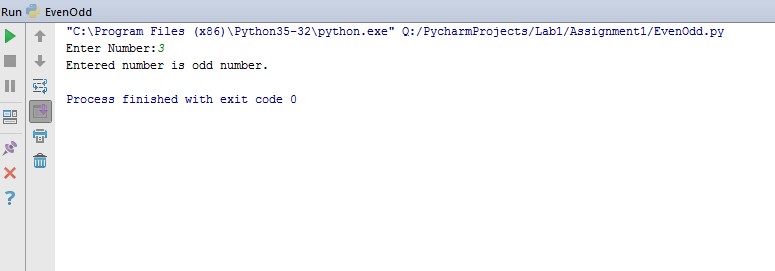 Run EvenOdd
"C:\Program Files (x86)\Python35-32\python.exe" Q:/PycharmProjects/Lab1/Assignment1/EvenOdd.py
Enter Number:3
Entered number is odd number.
Process finished with exit code 0